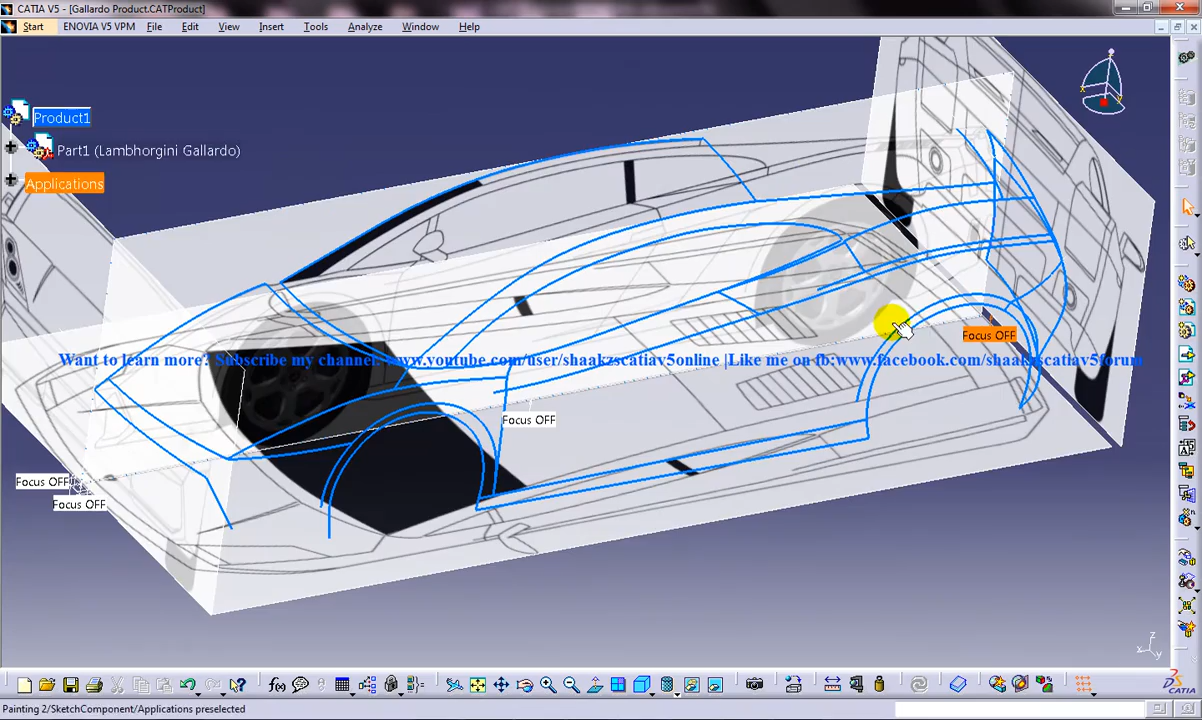 CATIA V5 - [Gallardo Product.CATProduct]
Start ENOVIA V5 VPM File Edit View Insert Tools Analyze Window Help
Product1
Part1 (Lambhorgini Gallardo)
Applications
Focus OFF
Want to learn more? Subscribe my channel: www.youtube.com/user/shaakzscatiav5online |Like me on fb:www.facebook.com/shaakzscatiav5forum
Focus OFF
Focus OFF
Focus OFF
z
x
y
f(x)
CATIA
Painting 2/SketchComponent/Applications preselected